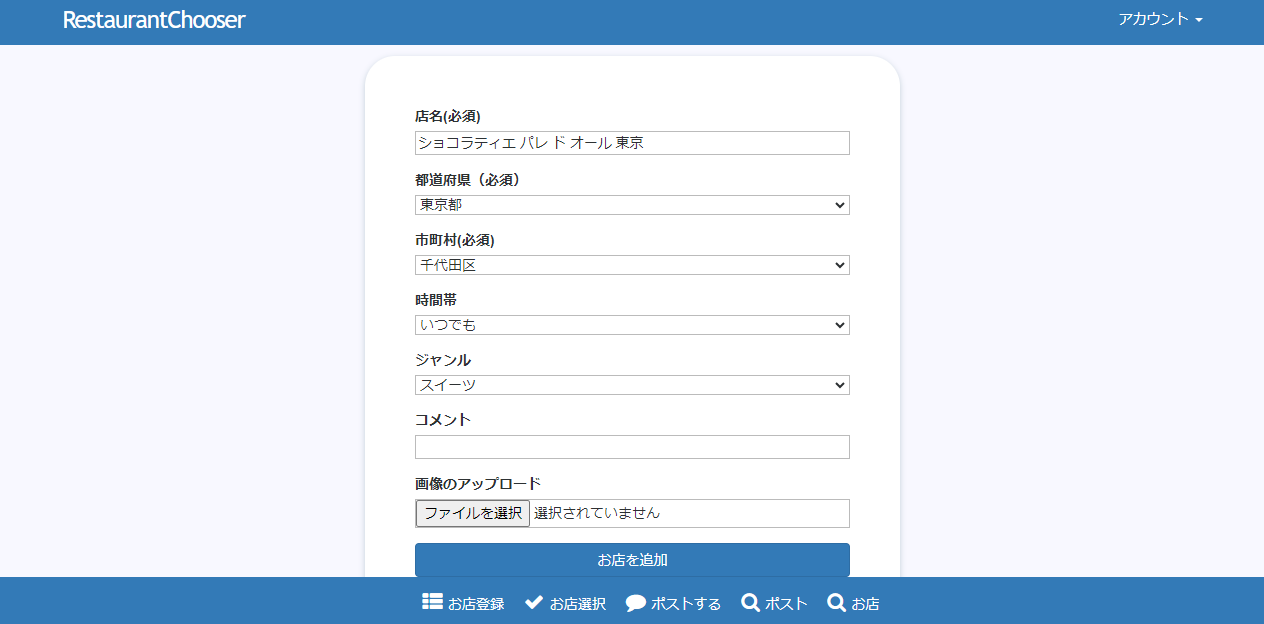 RestaurantChooser
アカウント
店名(必須)
ショコラティエ パレ ド オール 東京
都道府県（必須）
東京都
市町村(必須)
千代田区
時間帯
いつでも
ジャンル
スイーツ
コメント
画像のアップロード
ファイルを選択 選択されていません
お店を追加
お店登録 お店選択 ポストする ポスト お店